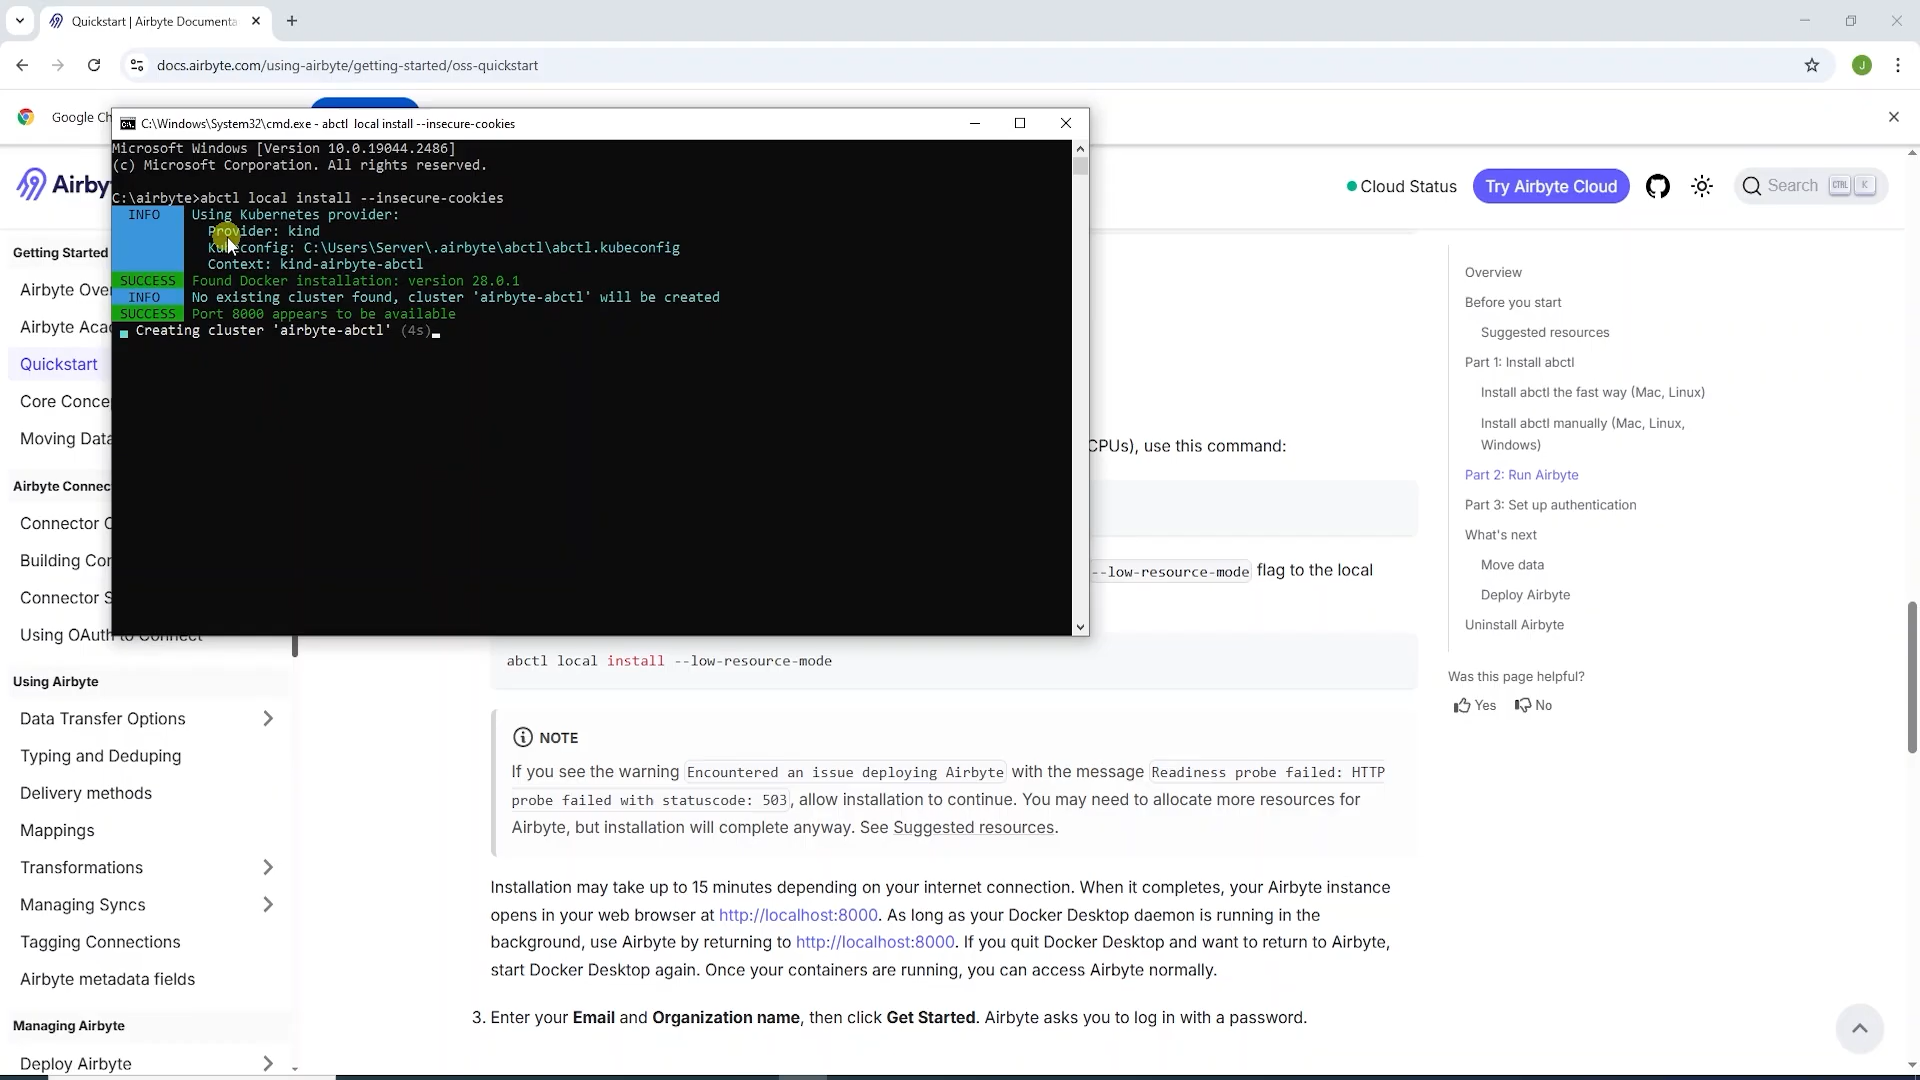 Quickstart | Airbyte Documenta
docs.airbyte.com/using-airbyte/getting-started/oss-quickstart
J
Google Ch
C:\Windows\System32\cmd.exe - abctl local install --insecure-cookies
Microsoft Windows [Version 10.0.19044.2486]
(c) Microsoft Corporation. All rights reserved.
C:\airbyte>abctl local install --insecure-cookies
INFO Using Kubernetes provider:
Provider: kind
Kubeconfig: C:\Users\Server\.airbyte\abctl\abctl.kubeconfig
Context: kind-airbyte-abctl
SUCCESS Found Docker installation: version 28.0.1
INFO No existing cluster found, cluster 'airbyte-abctl' will be created
SUCCESS Port 8000 appears to be available
Creating cluster 'airbyte-abctl' (4s)
Airby
Cloud Status
Try Airbyte Cloud
Search CTRL K
Getting Started
Airbyte Over
Airbyte Aca
Quickstart
Core Conce
Moving Data
Airbyte Connec
Connector C
Building Con
Connector S
Using OAuth to Connect
Using Airbyte
Data Transfer Options
Typing and Deduping
Delivery methods
Mappings
Transformations
Managing Syncs
Tagging Connections
Airbyte metadata fields
Managing Airbyte
Deploy Airbyte
CPUs), use this command:
--low-resource-mode flag to the local
abctl local install --low-resource-mode
NOTE
If you see the warning Encountered an issue deploying Airbyte with the message Readiness probe failed: HTTP
probe failed with statuscode: 503, allow installation to continue. You may need to allocate more resources for
Airbyte, but installation will complete anyway. See Suggested resources.
Installation may take up to 15 minutes depending on your internet connection. When it completes, your Airbyte instance
opens in your web browser at http://localhost:8000. As long as your Docker Desktop daemon is running in the
background, use Airbyte by returning to http://localhost:8000. If you quit Docker Desktop and want to return to Airbyte,
start Docker Desktop again. Once your containers are running, you can access Airbyte normally.
3. Enter your Email and Organization name, then click Get Started. Airbyte asks you to log in with a password.
Overview
Before you start
Suggested resources
Part 1: Install abctl
Install abctl the fast way (Mac, Linux)
Install abctl manually (Mac, Linux,
Windows)
Part 2: Run Airbyte
Part 3: Set up authentication
What's next
Move data
Deploy Airbyte
Uninstall Airbyte
Was this page helpful?
Yes No